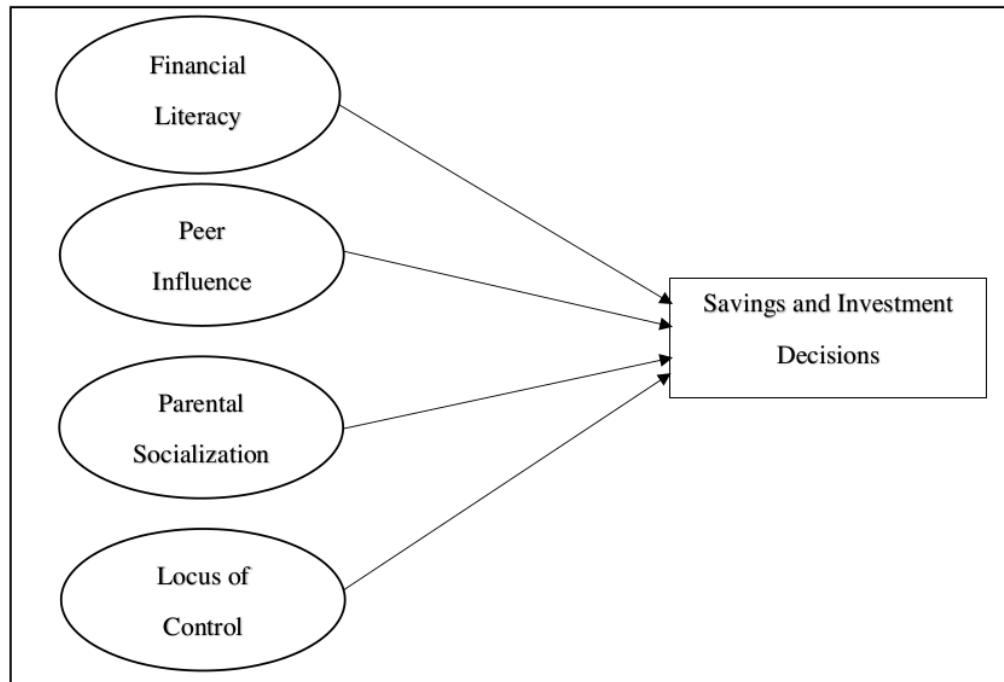 Financial
Literacy
Peer
Influence
Parental
Socialization
Locus of
Control
Savings and Investment
Decisions